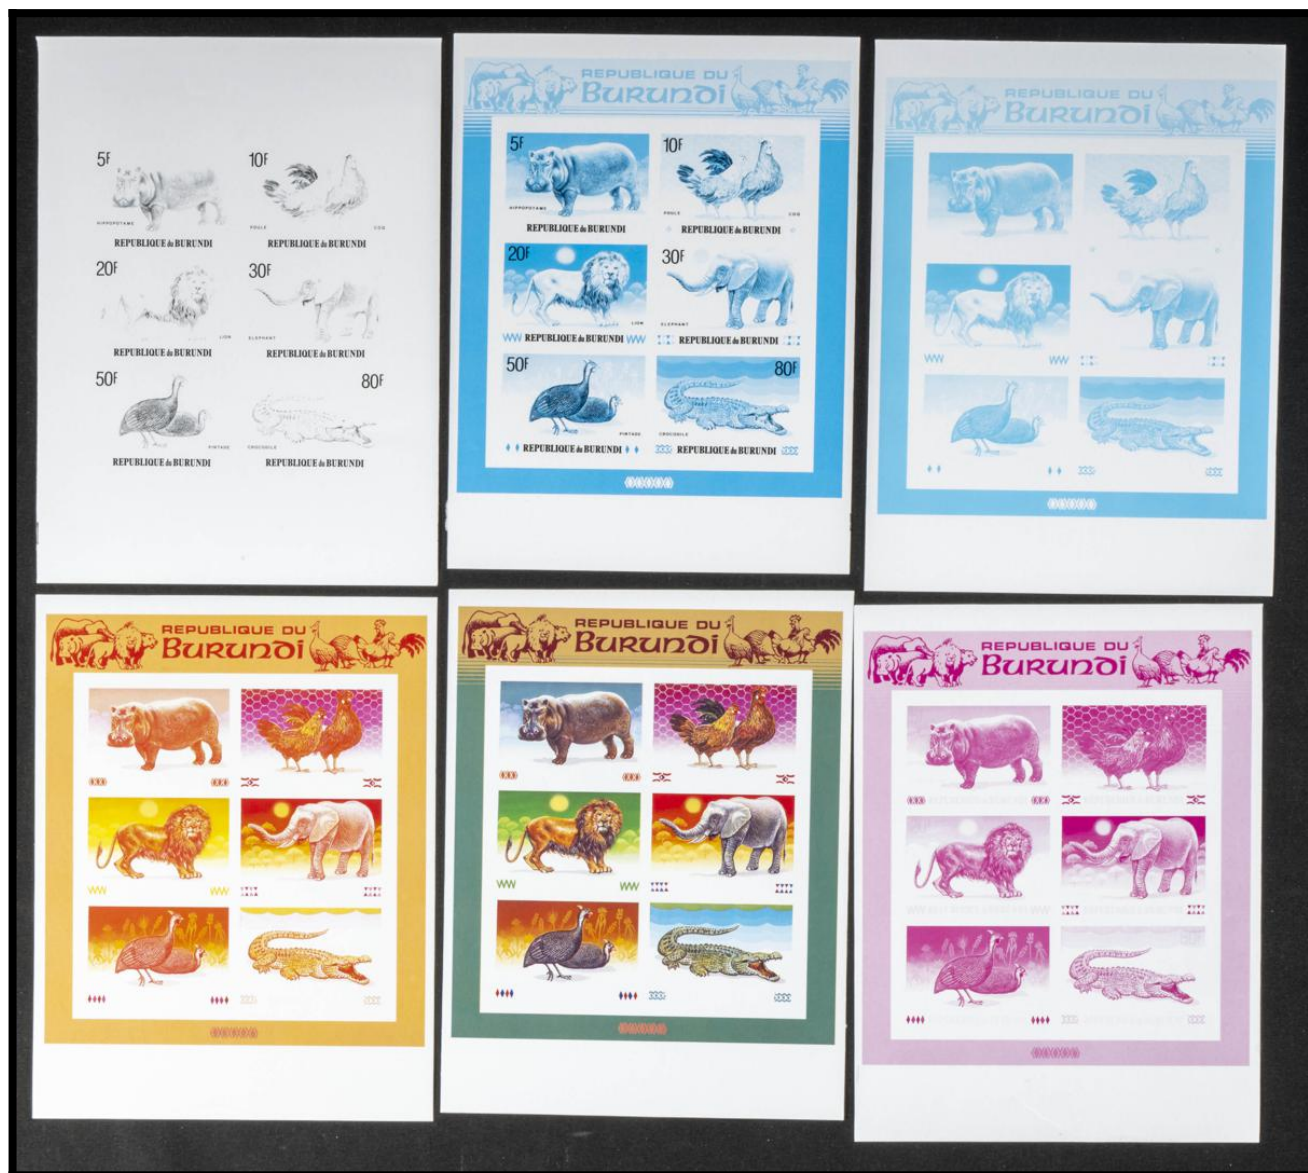 5F
10F
HIPPOPOTAME
POULE
COQ
REPUBLIQUE du BURUNDI
REPUBLIQUE du BURUNDI
20F
30F
LION
ELEPHANT
REPUBLIQUE du BURUNDI
REPUBLIQUE du BURUNDI
50F
80F
PINTADE
CROCODILE
REPUBLIQUE du BURUNDI
REPUBLIQUE du BURUNDI
REPUBLIQUE DU
BURUNDI
5F
10F
HIPPOPOTAME
POULE
COQ
REPUBLIQUE du BURUNDI
REPUBLIQUE du BURUNDI
20F
30F
LION
ELEPHANT
REPUBLIQUE du BURUNDI
REPUBLIQUE du BURUNDI
50F
80F
PINTADE
CROCODILE
REPUBLIQUE du BURUNDI
REPUBLIQUE du BURUNDI
REPUBLIQUE DU
BURUNDI
REPUBLIQUE DU
BURUNDI
REPUBLIQUE DU
BURUNDI
REPUBLIQUE DU
BURUNDI